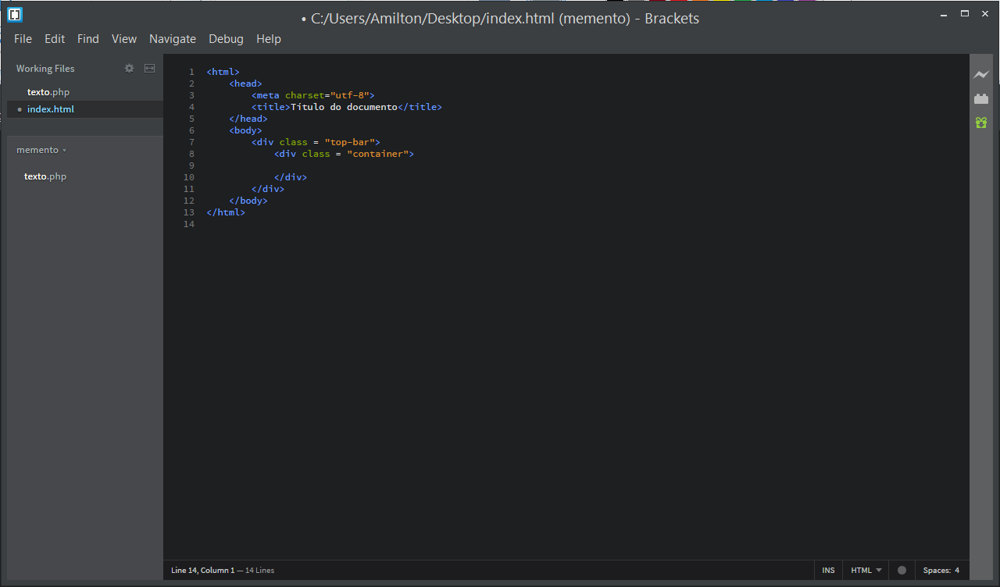 • C:/Users/Amilton/Desktop/index.html (memento) - Brackets
File Edit Find View Navigate Debug Help
Working Files
texto.php
• index.html
memento
texto.php
1 <html>
2 <head>
3 <meta charset="utf-8">
4 <title>Título do documento</title>
5 </head>
6 <body>
7 <div class = "top-bar">
8 <div class = "container">
9
10 </div>
11 </div>
12 </body>
13 </html>
14
Line 14, Column 1 — 14 Lines INS HTML Spaces: 4